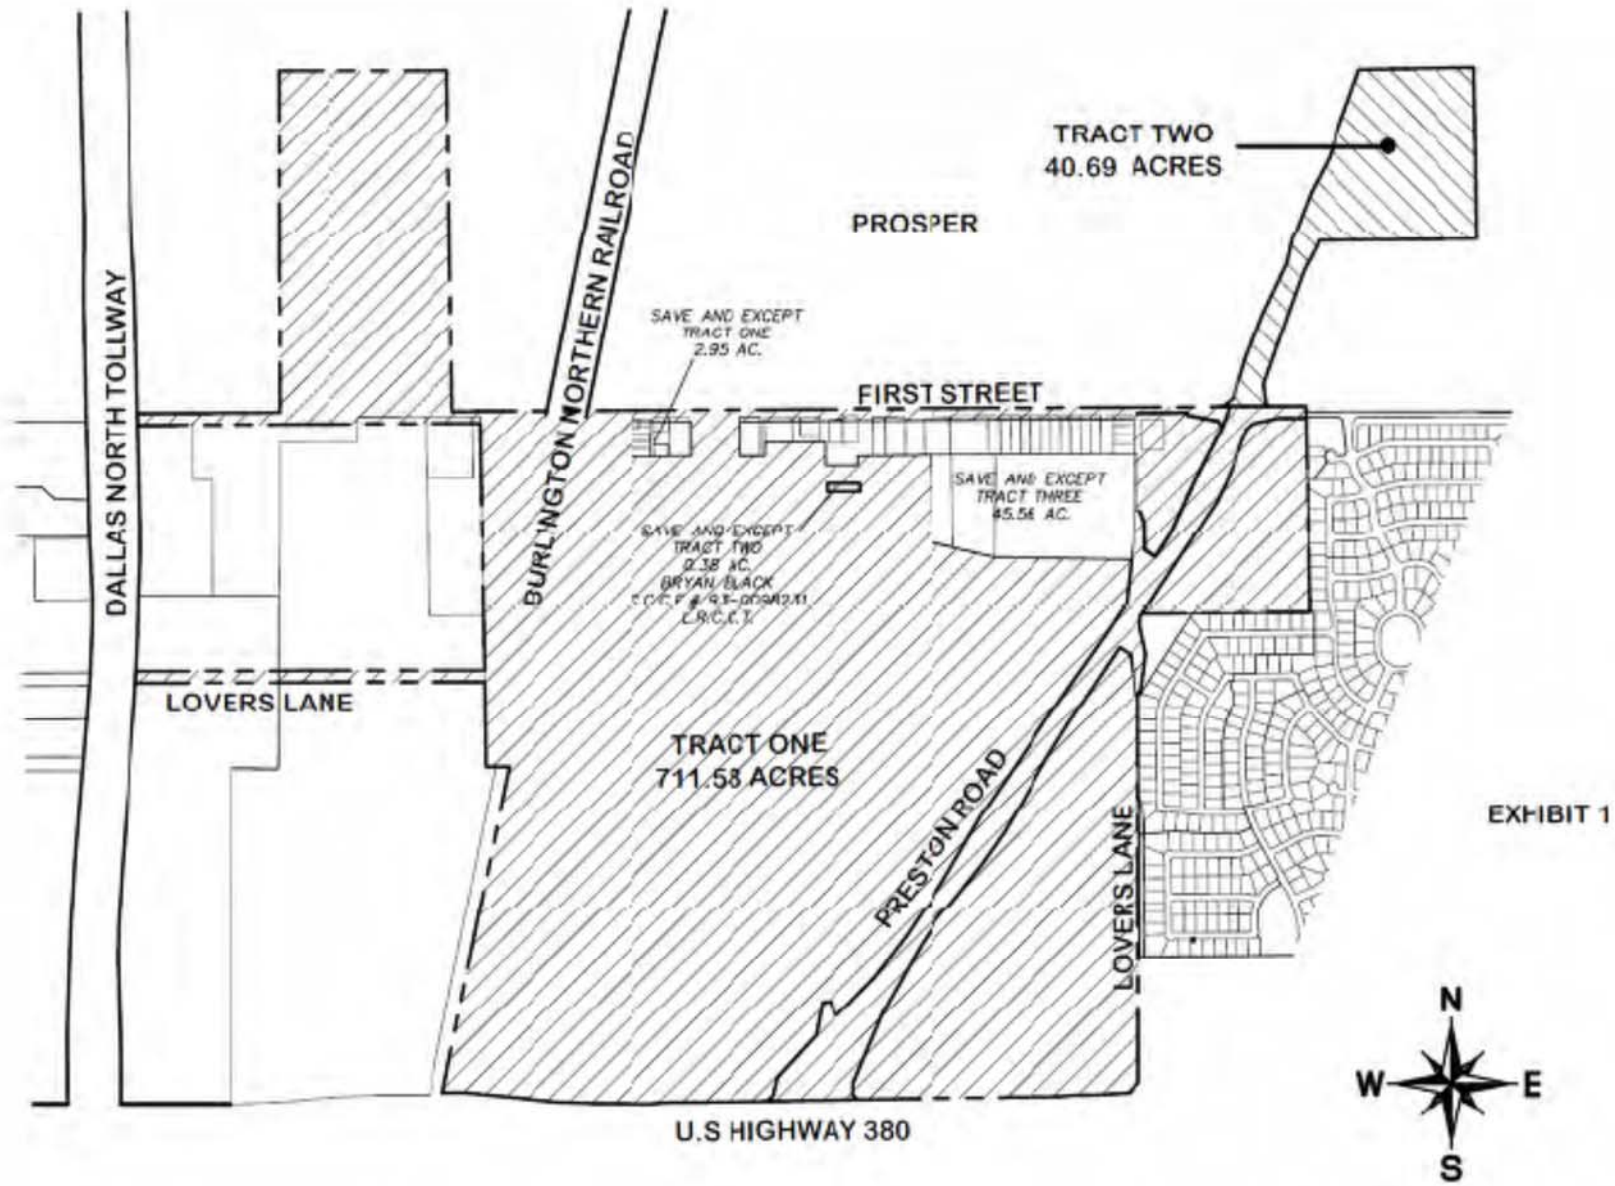 TRACT TWO
40.69 ACRES
PROSPER
DALLAS NORTH TOLLWAY
BURLINGTON NORTHERN RAILROAD
SAVE AND EXCEPT
TRACT ONE
2.95 AC.
FIRST STREET
SAVE AND EXCEPT
TRACT THREE
45.56 AC.
SAVE AND EXCEPT
TRACT TWO
0.38 AC.
BRYAN BLACK
LOVERS LANE
TRACT ONE
711.58 ACRES
PRESTON ROAD
LOVERS LANE
EXHIBIT 1
N
W E
S
U.S HIGHWAY 380